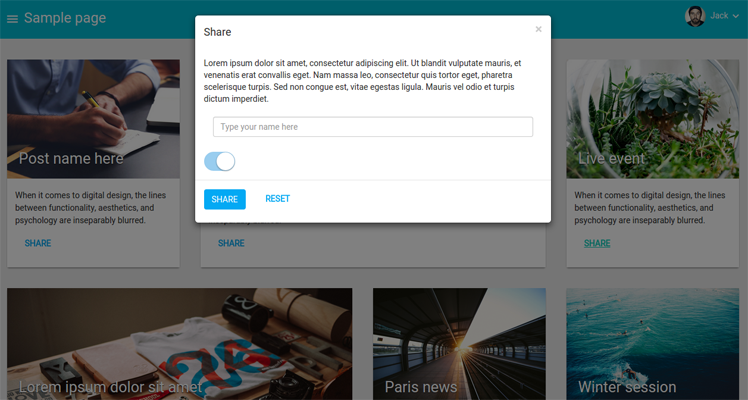 Sample page
Jack
Share
×
Lorem ipsum dolor sit amet, consectetur adipiscing elit. Ut blandit vulputate mauris, et
venenatis erat convallis eget. Nam massa leo, consectetur quis tortor eget, pharetra
scelerisque turpis. Sed non congue est, vitae egestas ligula. Mauris vel odio et turpis
dictum imperdiet.
Type your name here
SHARE RESET
Post name here
When it comes to digital design, the lines
between functionality, aesthetics, and
psychology are inseparably blurred.
SHARE
SHARE
Live event
When it comes to digital design, the lines
between functionality, aesthetics, and
psychology are inseparably blurred.
SHARE
Lorem ipsum dolor sit amet
Paris news
Winter session